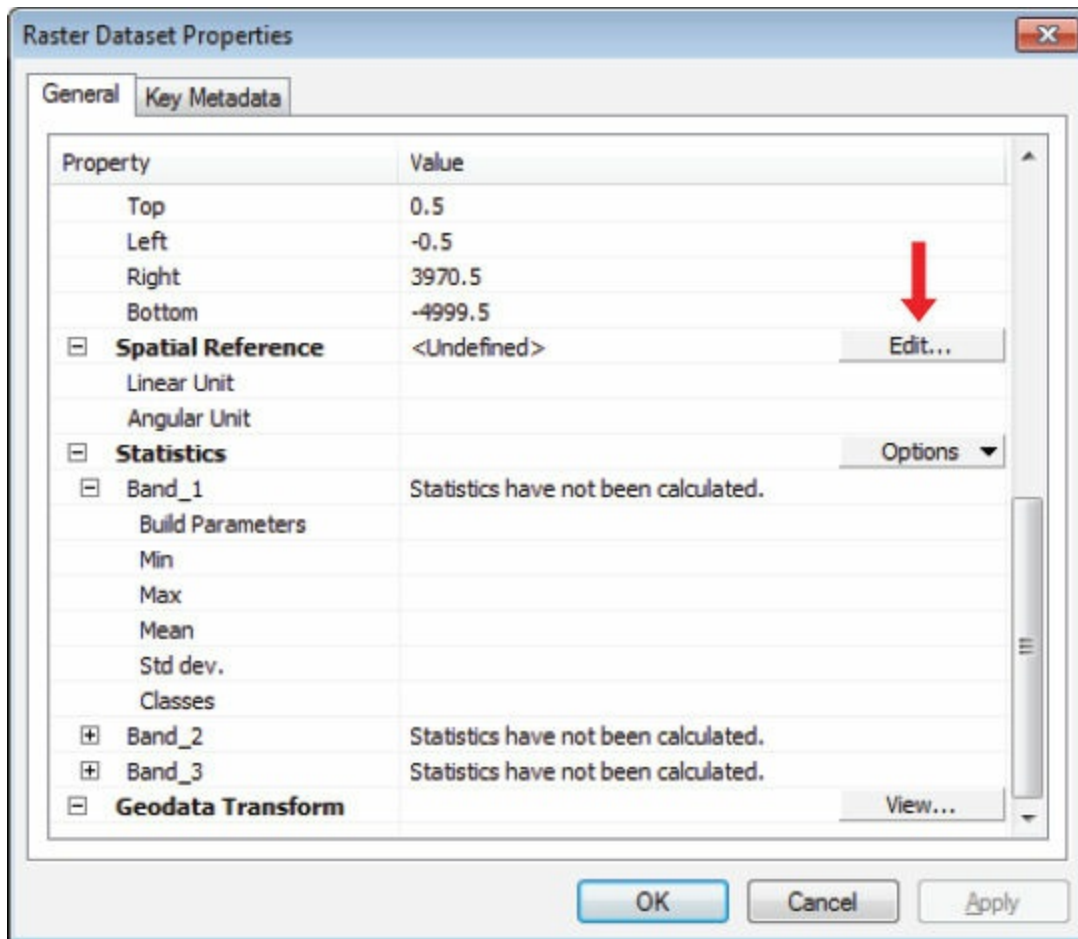 Raster Dataset Properties
General Key Metadata
Property Value
Top 0.5
Left -0.5
Right 3970.5
Bottom -4999.5
Spatial Reference <Undefined> Edit...
Linear Unit
Angular Unit
Statistics Options
Band_1 Statistics have not been calculated.
Build Parameters
Min
Max
Mean
Std dev.
Classes
Band_2 Statistics have not been calculated.
Band_3 Statistics have not been calculated.
Geodata Transform View...
OK Cancel Apply